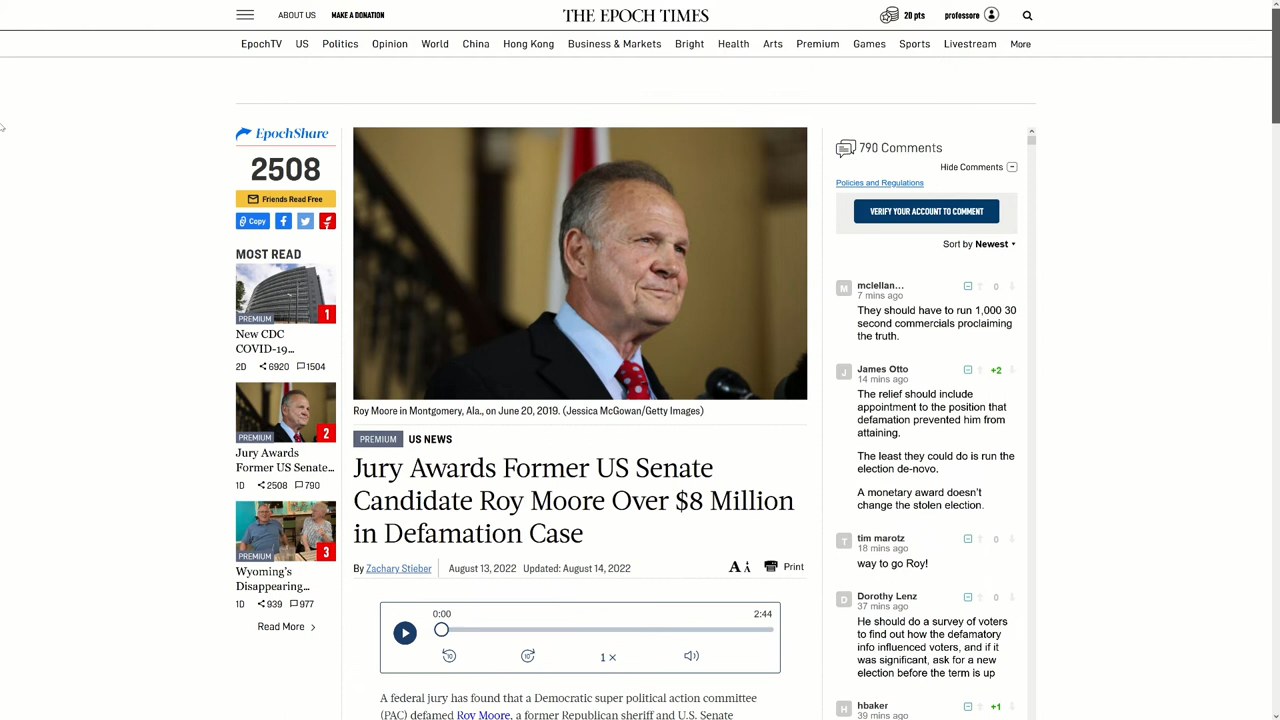 ABOUT US
MAKE A DONATION
THE EPOCH TIMES
20 pts
professore
EpochTV US Politics Opinion World China Hong Kong Business & Markets Bright Health Arts Premium Games Sports Livestream More
EpochShare
2508
Friends Read Free
Copy
MOST READ
PREMIUM
1
New CDC
COVID-19...
2D 6920 1504
PREMIUM
2
Jury Awards
Former US Senate...
1D 2508 790
PREMIUM
3
Wyoming's
Disappearing...
1D 939 977
Read More
Roy Moore in Montgomery, Ala., on June 20, 2019. (Jessica McGowan/Getty Images)
PREMIUM US NEWS
Jury Awards Former US Senate
Candidate Roy Moore Over $8 Million
in Defamation Case
By Zachary Stieber August 13, 2022 Updated: August 14, 2022
AA Print
0:00 2:44
10 10 1 ×
A federal jury has found that a Democratic super political action committee
(PAC) defamed Roy Moore, a former Republican sheriff and U.S. Senate
790 Comments
Hide Comments
Policies and Regulations
VERIFY YOUR ACCOUNT TO COMMENT
Sort by Newest
M mclellan... 0
7 mins ago
They should have to run 1,000 30
second commercials proclaiming
the truth.
J James Otto +2
14 mins ago
The relief should include
appointment to the position that
defamation prevented him from
attaining.
The least they could do is run the
election de-novo.
A monetary award doesn't
change the stolen election.
T tim marotz 0
18 mins ago
way to go Roy!
D Dorothy Lenz 0
37 mins ago
He should do a survey of voters
to find out how the defamatory
info influenced voters, and if it
was significant, ask for a new
election before the term is up
H hbaker +1
39 mins ago